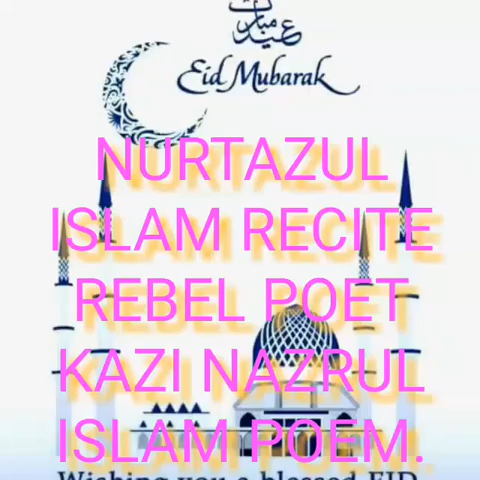 عيد مبارك
Eid Mubarak
NURTAZUL
ISLAM RECITE
REBEL POET
KAZI NAZRUL
ISLAM POEM.
Wishing you a blessed EID